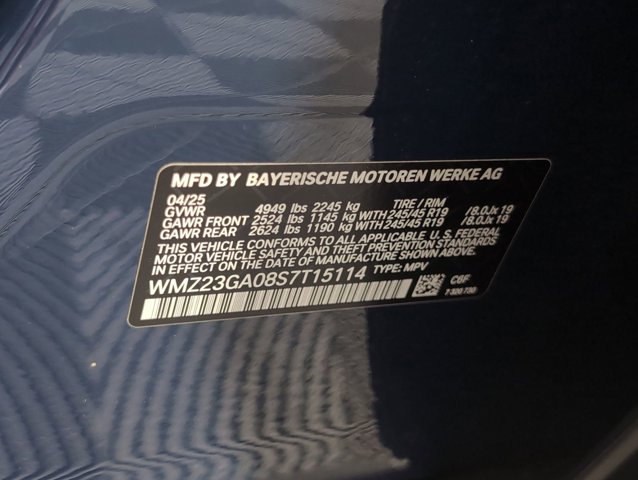 MFD BY BAYERISCHE MOTOREN WERKE AG
04/25 TIRE / RIM
GVWR 4949 lbs 2245 kg
GAWR FRONT 2524 lbs 1145 kg WITH 245/45 R19 /8.0Jx 19
GAWR REAR 2624 lbs 1190 kg WITH 245/45 R19 /8.0Jx 19
THIS VEHICLE CONFORMS TO ALL APPLICABLE U.S. FEDERAL
MOTOR VEHICLE SAFETY AND THEFT PREVENTION STANDARDS
IN EFFECT ON THE DATE OF MANUFACTURE SHOWN ABOVE.
WMZ23GA08S7T15114 TYPE: MPV
C6F